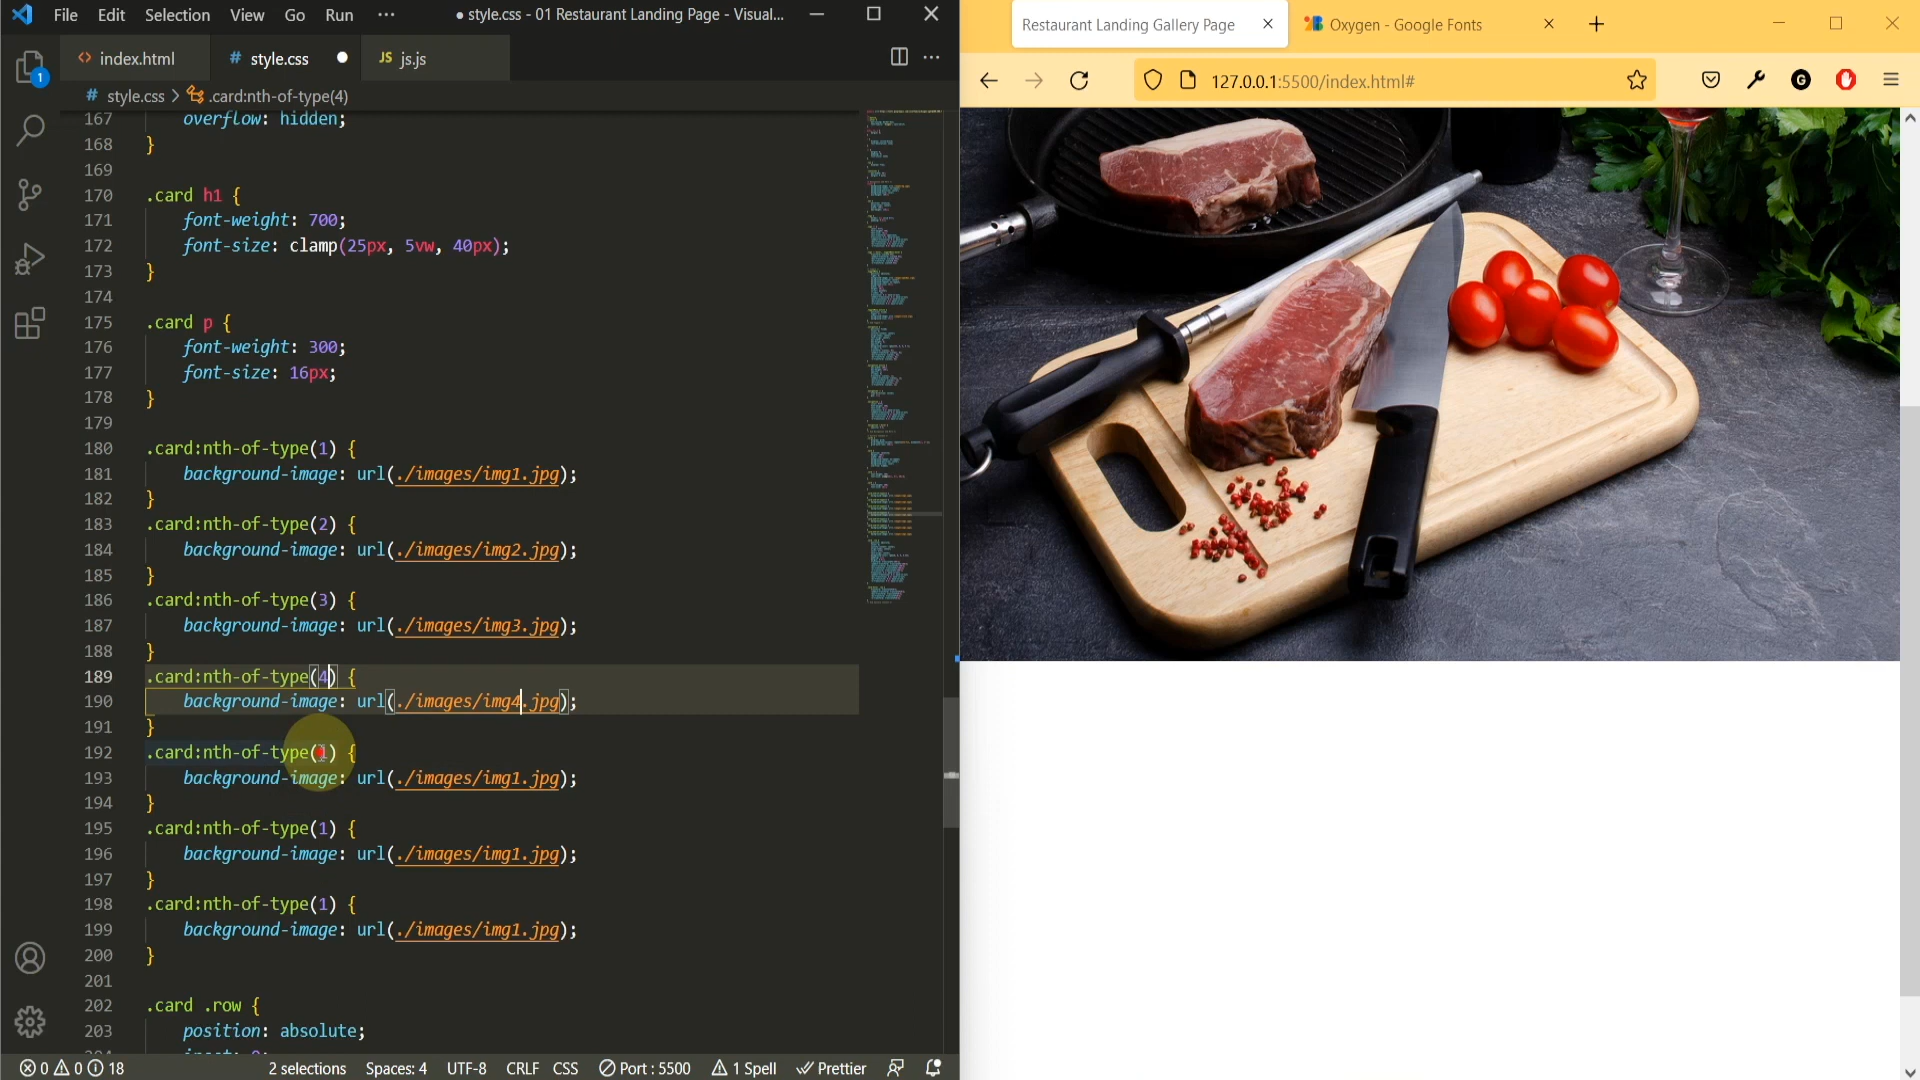 File Edit Selection View Go Run ··· ● style.css - 01 Restaurant Landing Page - Visual...
Restaurant Landing Gallery Page
Oxygen - Google Fonts
index.html
# style.css
JS js.js
127.0.0.1:5500/index.html#
# style.css > .card:nth-of-type(4)
167 overflow: hidden;
168 }
169
170 .card h1 {
171 font-weight: 700;
172 font-size: clamp(25px, 5vw, 40px);
173 }
174
175 .card p {
176 font-weight: 300;
177 font-size: 16px;
178 }
179
180 .card:nth-of-type(1) {
181 background-image: url(./images/img1.jpg);
182 }
183 .card:nth-of-type(2) {
184 background-image: url(./images/img2.jpg);
185 }
186 .card:nth-of-type(3) {
187 background-image: url(./images/img3.jpg);
188 }
189 .card:nth-of-type(4) {
190 background-image: url(./images/img4.jpg);
191 }
192 .card:nth-of-type(1) {
193 background-image: url(./images/img1.jpg);
194 }
195 .card:nth-of-type(1) {
196 background-image: url(./images/img1.jpg);
197 }
198 .card:nth-of-type(1) {
199 background-image: url(./images/img1.jpg);
200 }
201
202 .card .row {
203 position: absolute;
0 0 18 2 selections Spaces: 4 UTF-8 CRLF CSS Port : 5500 1 Spell Prettier